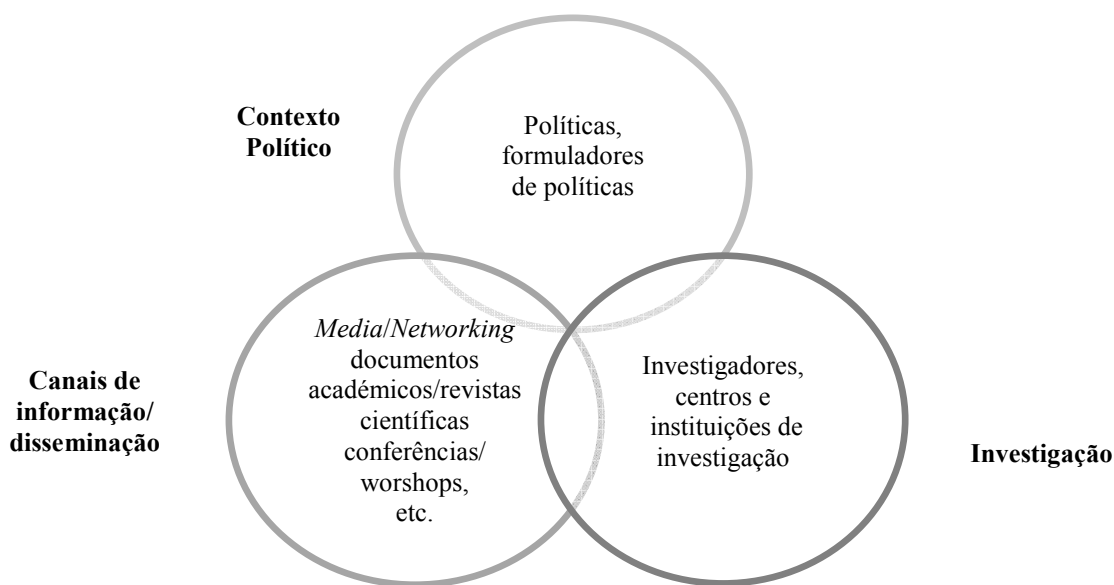 Contexto
Político
Políticas,
formuladores
de políticas
Canais de
informação/
disseminação
Media/Networking
documentos
académicos/revistas
científicas
conferências/
worshops,
etc.
Investigadores,
centros e
instituições de
investigação
Investigação